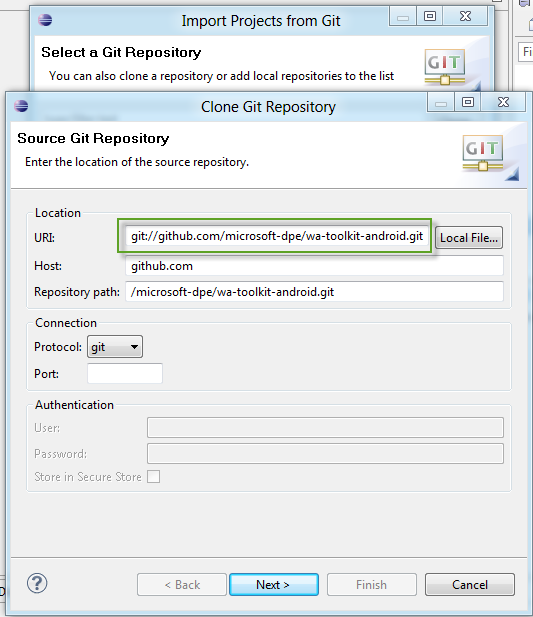 Import Projects from Git
Select a Git Repository
You can also clone a repository or add local repositories to the list
GIT
Fi
Clone Git Repository
Source Git Repository
Enter the location of the source repository.
GIT
Location
URI: git://github.com/microsoft-dpe/wa-toolkit-android.git Local File...
Host: github.com
Repository path: /microsoft-dpe/wa-toolkit-android.git
Connection
Protocol: git
Port:
Authentication
User:
Password:
Store in Secure Store
? < Back Next > Finish Cancel